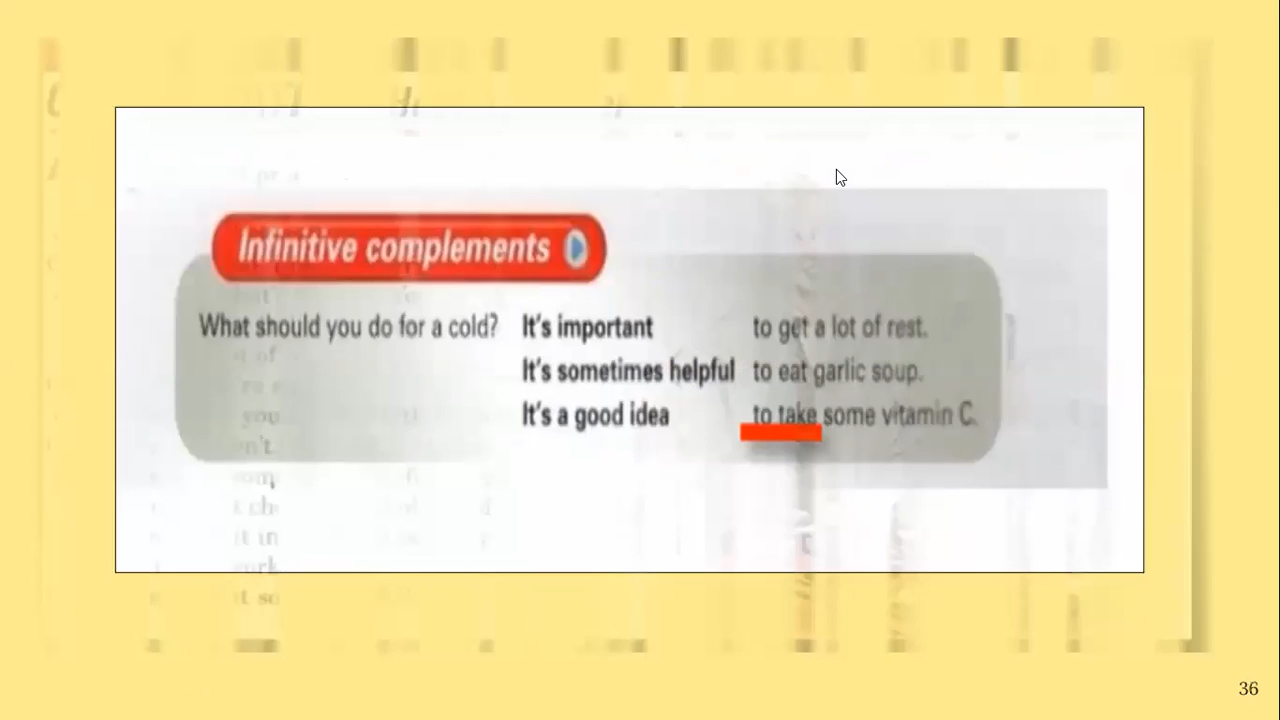 Infinitive complements
What should you do for a cold? It's important to get a lot of rest.
It's sometimes helpful to eat garlic soup.
It's a good idea to take some vitamin C.
36